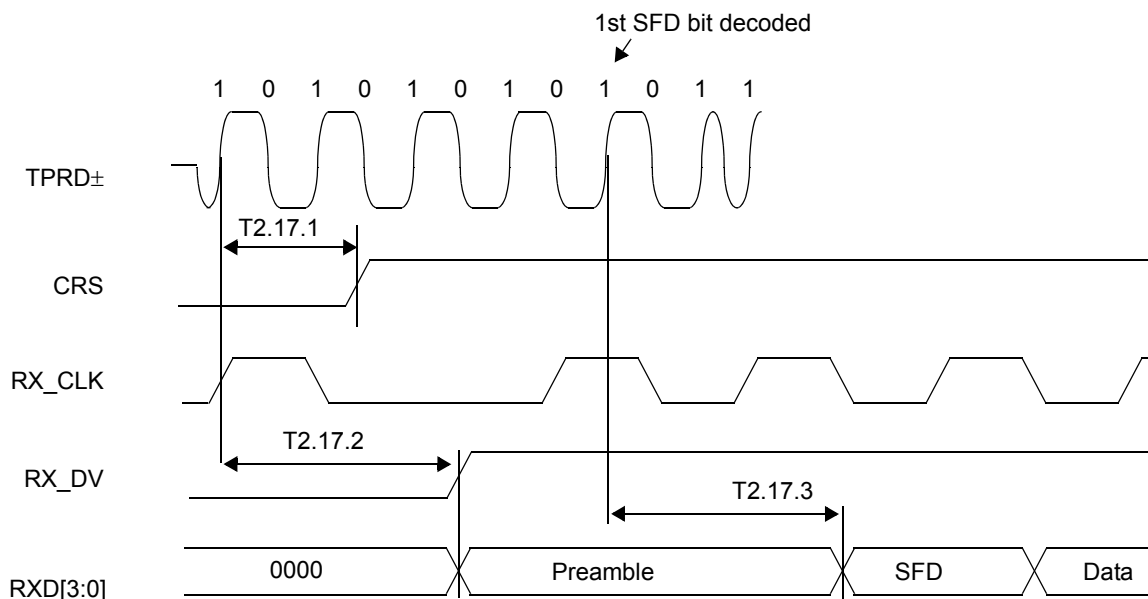 1st SFD bit decoded
1 0 1 0 1 0 1 0 1 0 1 1
TPRD±
T2.17.1
CRS
RX_CLK
T2.17.2
RX_DV
T2.17.3
0000 Preamble SFD Data
RXD[3:0]